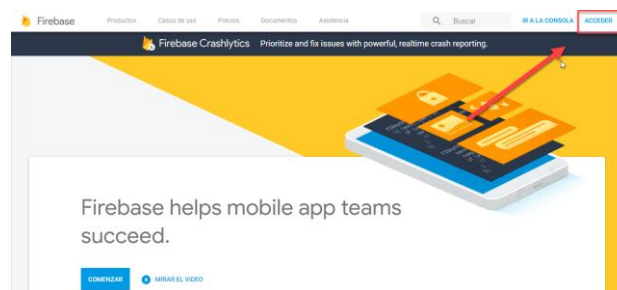 Firebase Productos Casos de uso Precios Documentos Asistencia Buscar IR A LA CONSOLA ACCEDER
Firebase Crashlytics Prioritize and fix issues with powerful, realtime crash reporting.
Firebase helps mobile app teams
succeed.
COMENZAR MIRAR EL VIDEO